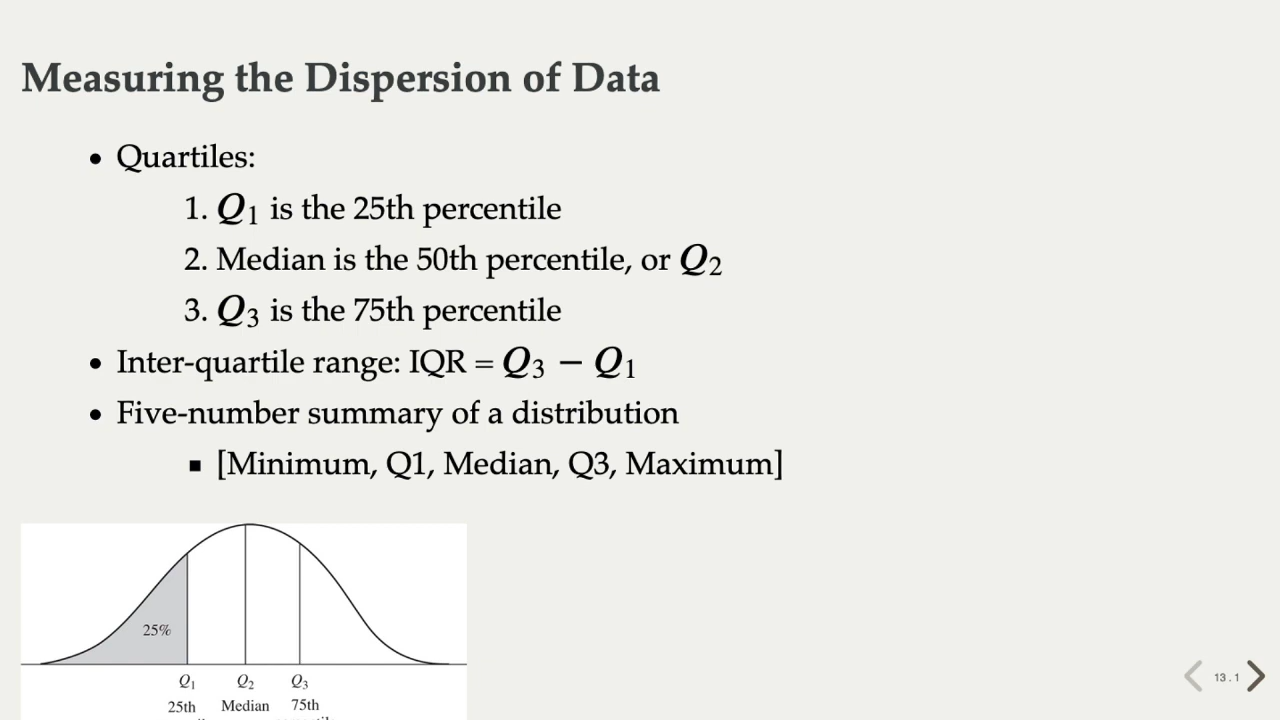 Measuring the Dispersion of Data
• Quartiles:
1. Q₁ is the 25th percentile
2. Median is the 50th percentile, or Q₂
3. Q₃ is the 75th percentile
• Inter-quartile range: IQR = Q₃ − Q₁
• Five-number summary of a distribution
▪ [Minimum, Q1, Median, Q3, Maximum]
25%
Q₁ Q₂ Q₃
25th Median 75th
13.1